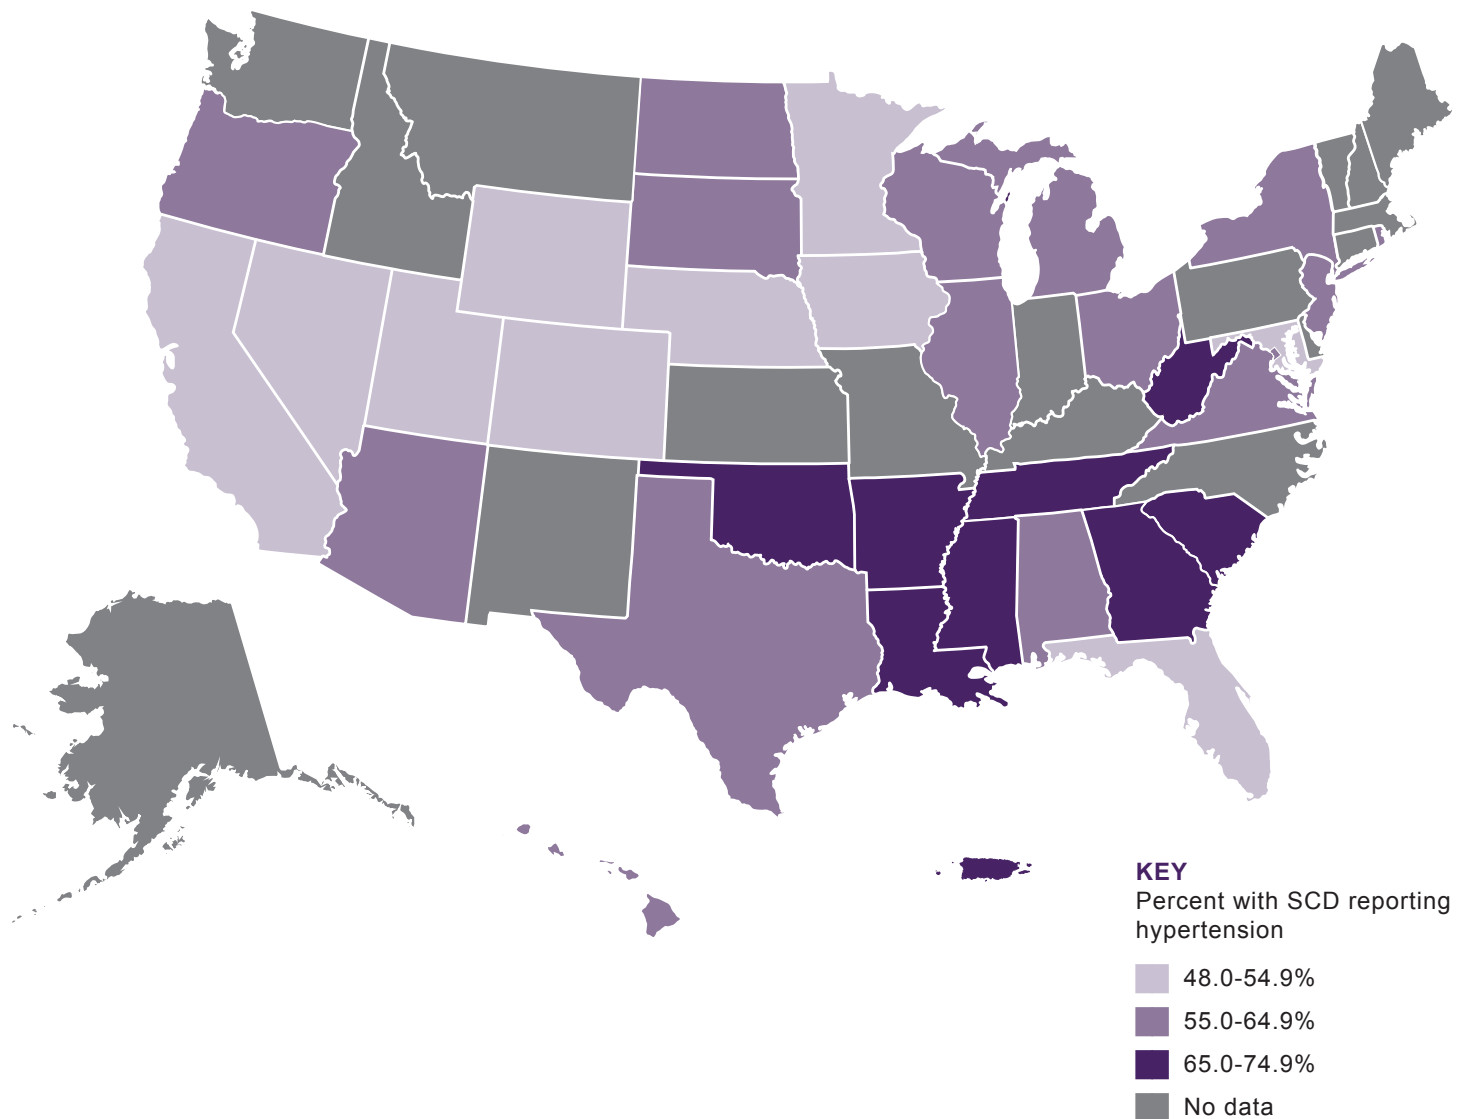 KEY
Percent with SCD reporting
hypertension
48.0-54.9%
55.0-64.9%
65.0-74.9%
No data